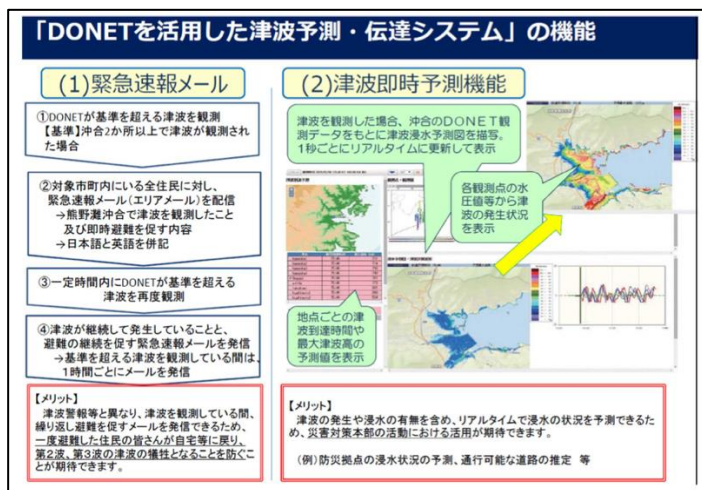 「DONETを活用した津波予測・伝達システム」の機能
(1)緊急速報メール
①DONETが基準を超える津波を観測
【基準】沖合2か所以上で津波が観測され
た場合
②対象市町内にいる全住民に対し、
緊急速報メール(エリアメール)を配信
→熊野灘沖合で津波を観測したこと
及び即時避難を促す内容
→日本語と英語を併記
③一定時間内にDONETが基準を超える
津波を再度観測
④津波が継続して発生していることと、
避難の継続を促す緊急速報メールを発信
→基準を超える津波を観測している間は、
1時間ごとにメールを発信
【メリット】
津波警報等と異なり、津波を観測している間、
繰り返し避難を促すメールを発信できるため、
一度避難した住民の皆さんが自宅等に戻り、
第2波、第3波の津波の犠牲となることを防ぐこ
とが期待できます。
(2)津波即時予測機能
津波を観測した場合、沖合のDONET観
測データをもとに津波浸水予測図を描写。
1秒ごとにリアルタイムに更新して表示
各観測点の水
圧値等から津
波の発生状況
を表示
地点ごとの津
波到達時間や
最大津波高の
予測値を表示
【メリット】
津波の発生や浸水の有無を含め、リアルタイムで浸水の状況を予測できるた
め、災害対策本部の活動における活用が期待できます。
(例)防災拠点の浸水状況の予測、通行可能な道路の推定 等